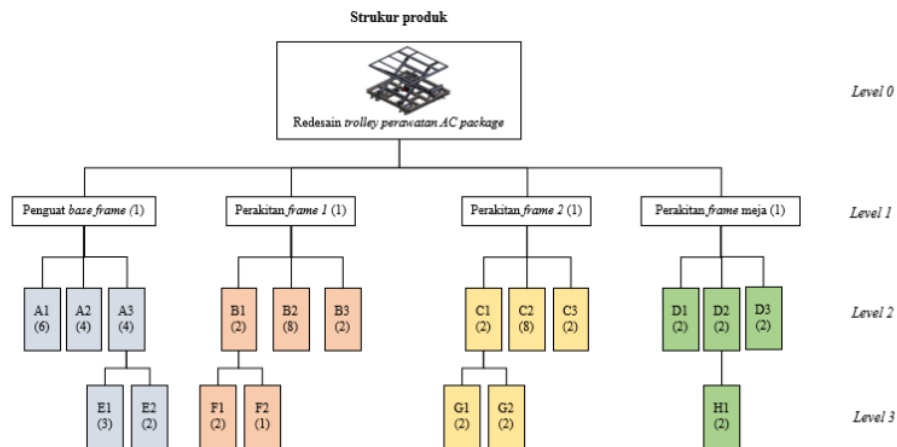 Strukur produk
Redesain trolley perawatan AC package
Level 0
Penguat base frame (1)
Perakitan frame 1 (1)
Perakitan frame 2 (1)
Perakitan frame meja (1)
Level 1
A1
(6)
A2
(4)
A3
(4)
B1
(2)
B2
(8)
B3
(2)
C1
(2)
C2
(8)
C3
(2)
D1
(2)
D2
(2)
D3
(2)
Level 2
E1
(3)
E2
(2)
F1
(2)
F2
(1)
G1
(2)
G2
(2)
H1
(2)
Level 3